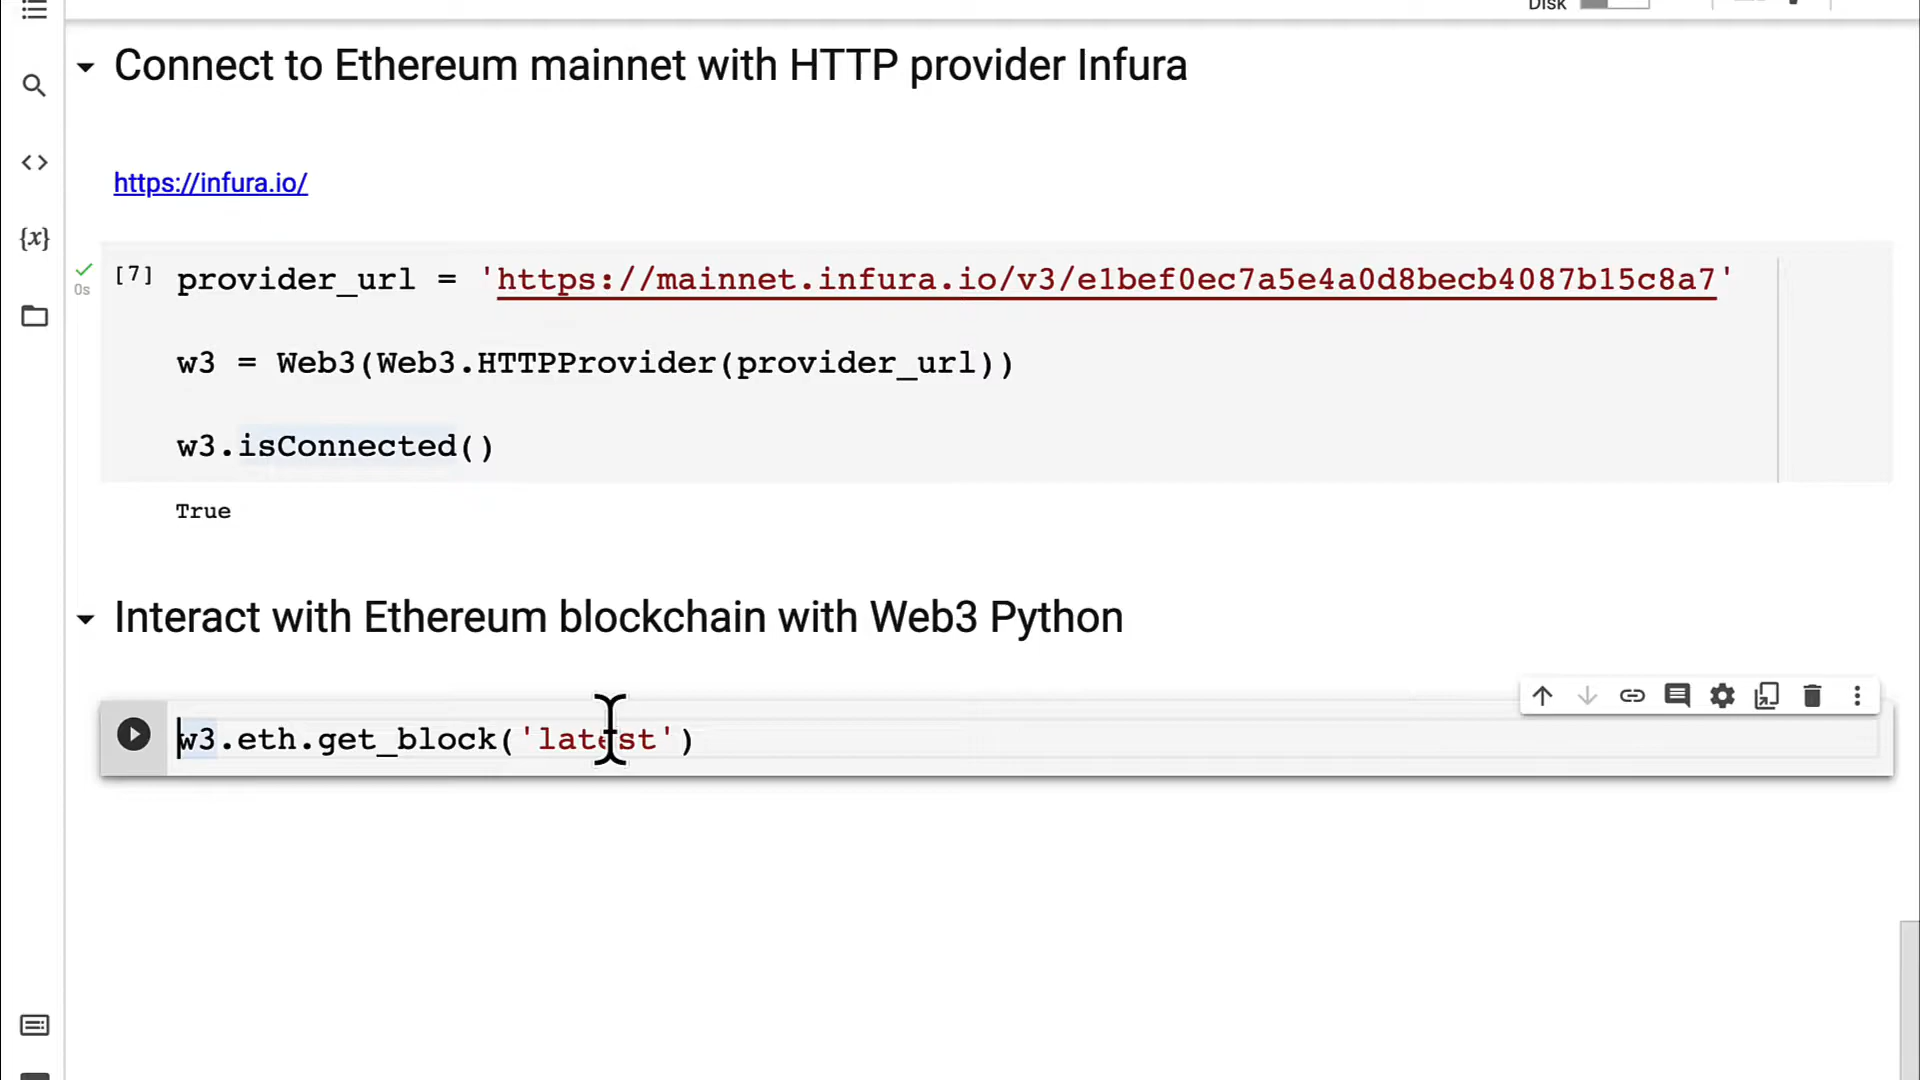 Disk
Connect to Ethereum mainnet with HTTP provider Infura
https://infura.io/
{x}
0s
[7]
provider_url = 'https://mainnet.infura.io/v3/e1bef0ec7a5e4a0d8becb4087b15c8a7'
w3 = Web3(Web3.HTTPProvider(provider_url))
w3.isConnected()
True
Interact with Ethereum blockchain with Web3 Python
w3.eth.get_block('latest')